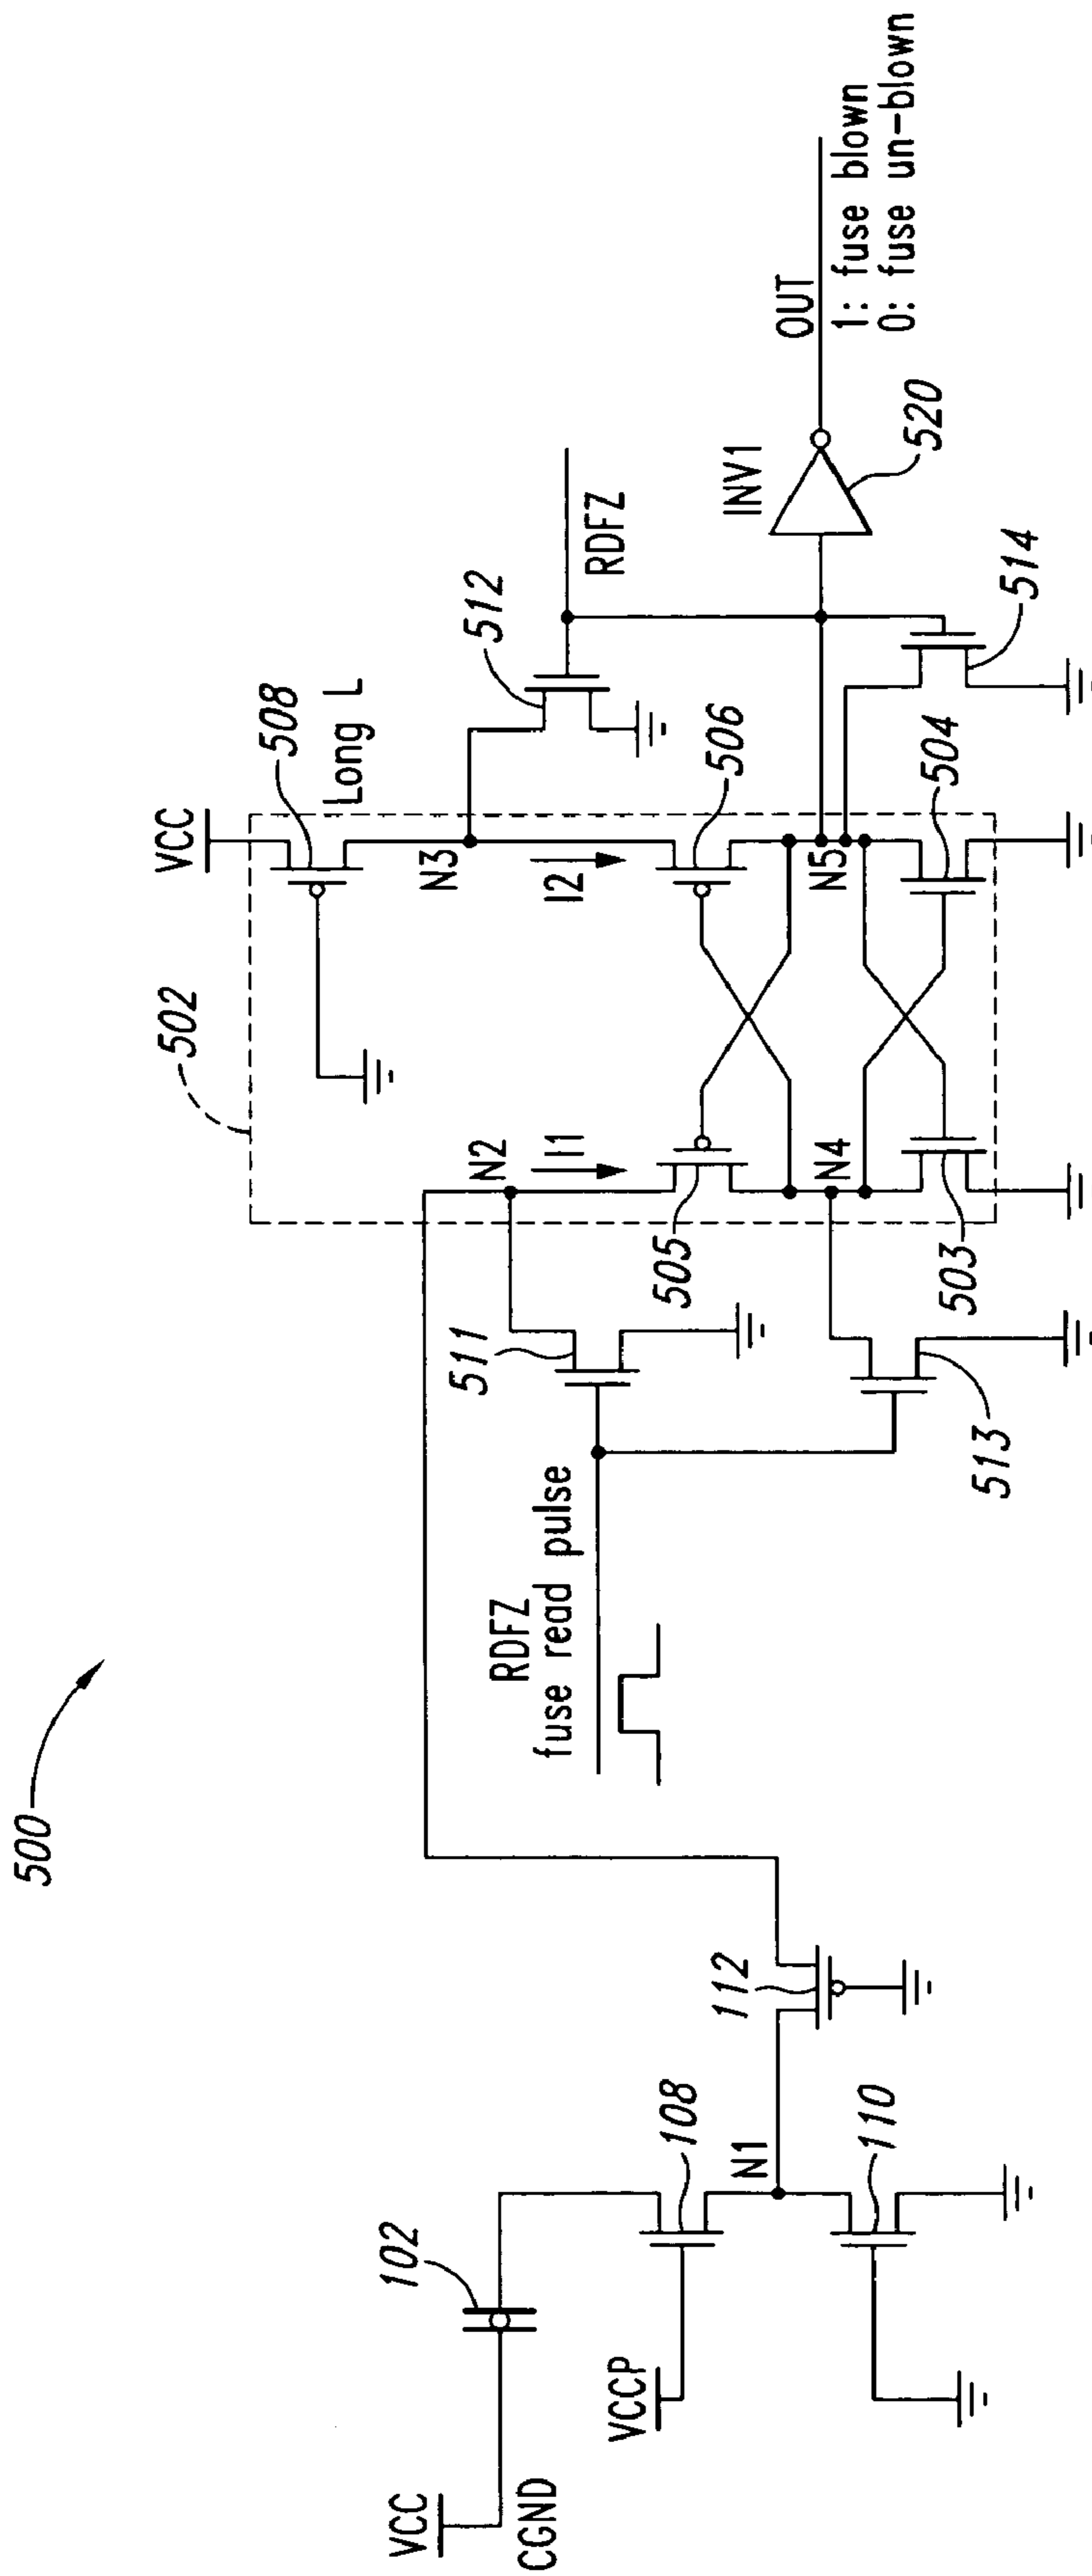 500
VCC
CGND
102
VCCP
108
N1
110
112
RDFZ
fuse read pulse
511
513
502
N2
I1
505
N4
503
VCC
508
Long L
N3
I2
506
N5
504
512
RDFZ
514
INV1
520
OUT
1: fuse blown
0: fuse un-blown